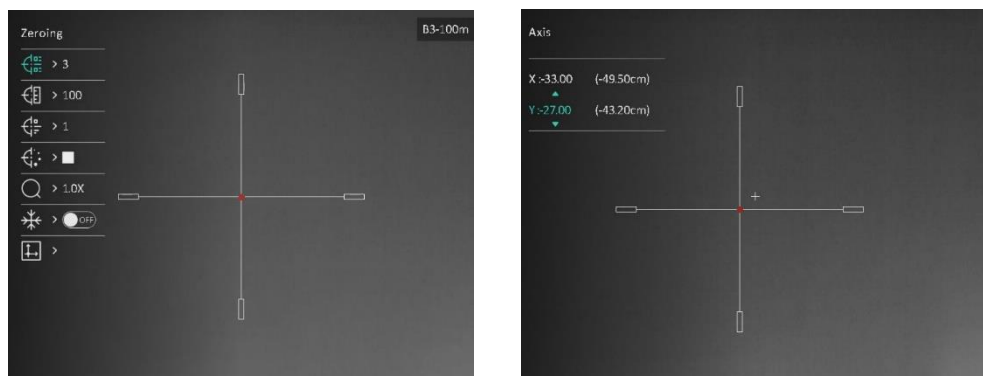 Zeroing
B3-100m
> 3
> 100
> 1
>
> 1.0X
> OFF
>
Axis
X:-33.00 (-49.50cm)
Y:-27.00 (-43.20cm)